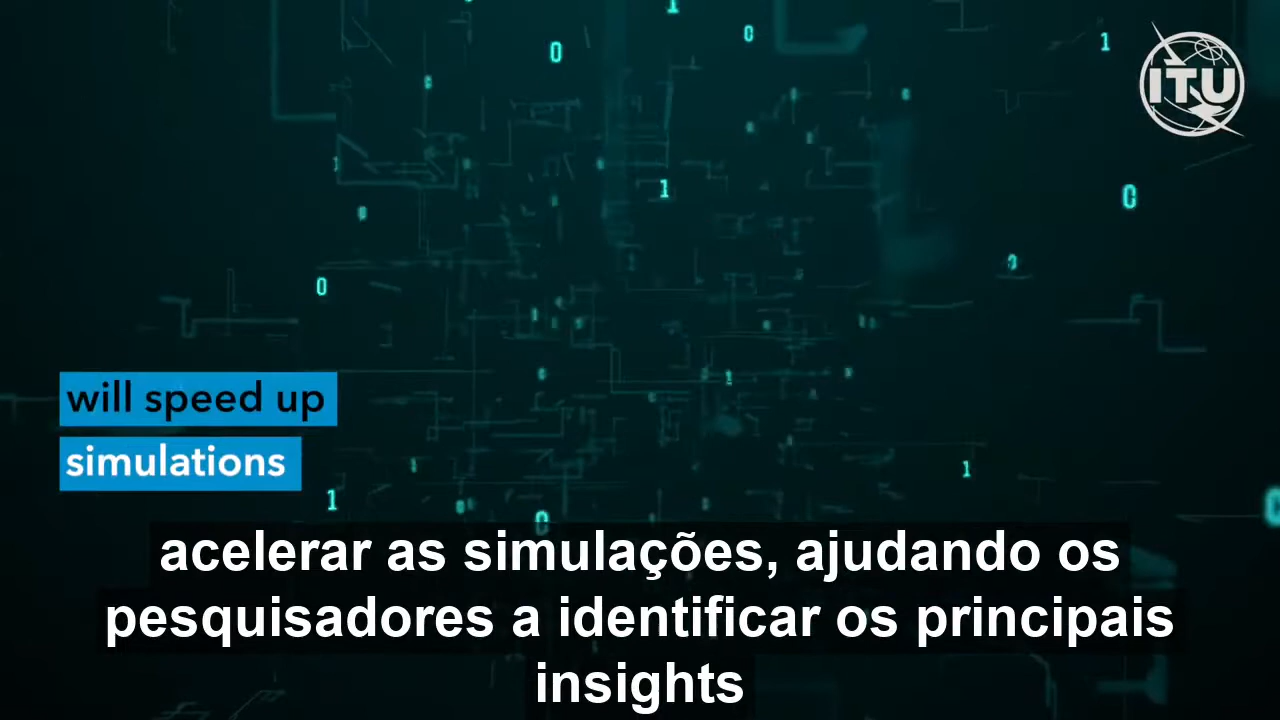 ITU
will speed up
simulations
acelerar as simulações, ajudando os
pesquisadores a identificar os principais
insights